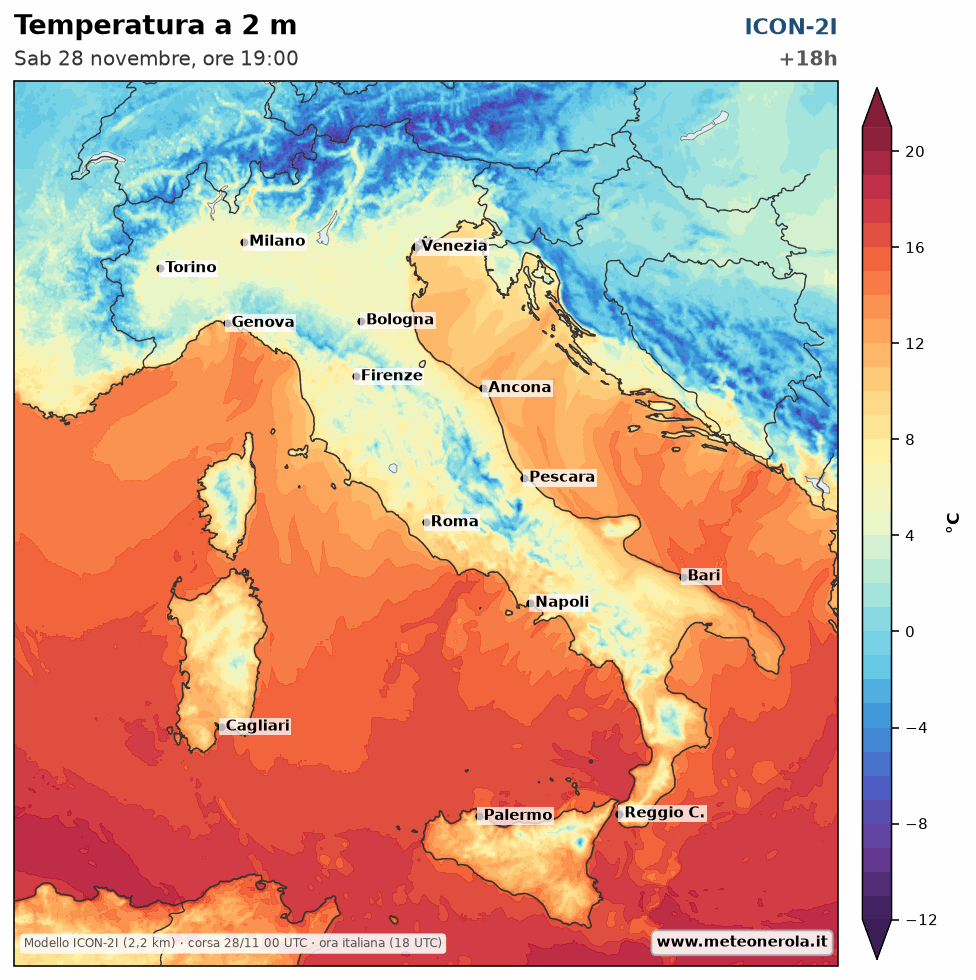 Temperatura a 2 m
ICON-2I
Sab 28 novembre, ore 19:00
+18h
Milano
Venezia
Torino
Genova
Bologna
Firenze
Ancona
Pescara
Roma
Bari
Napoli
Cagliari
Palermo
Reggio C.
20
16
12
8
4
0
−4
−8
−12
°C
Modello ICON-2I (2,2 km) · corsa 28/11 00 UTC · ora italiana (18 UTC)
www.meteonerola.it